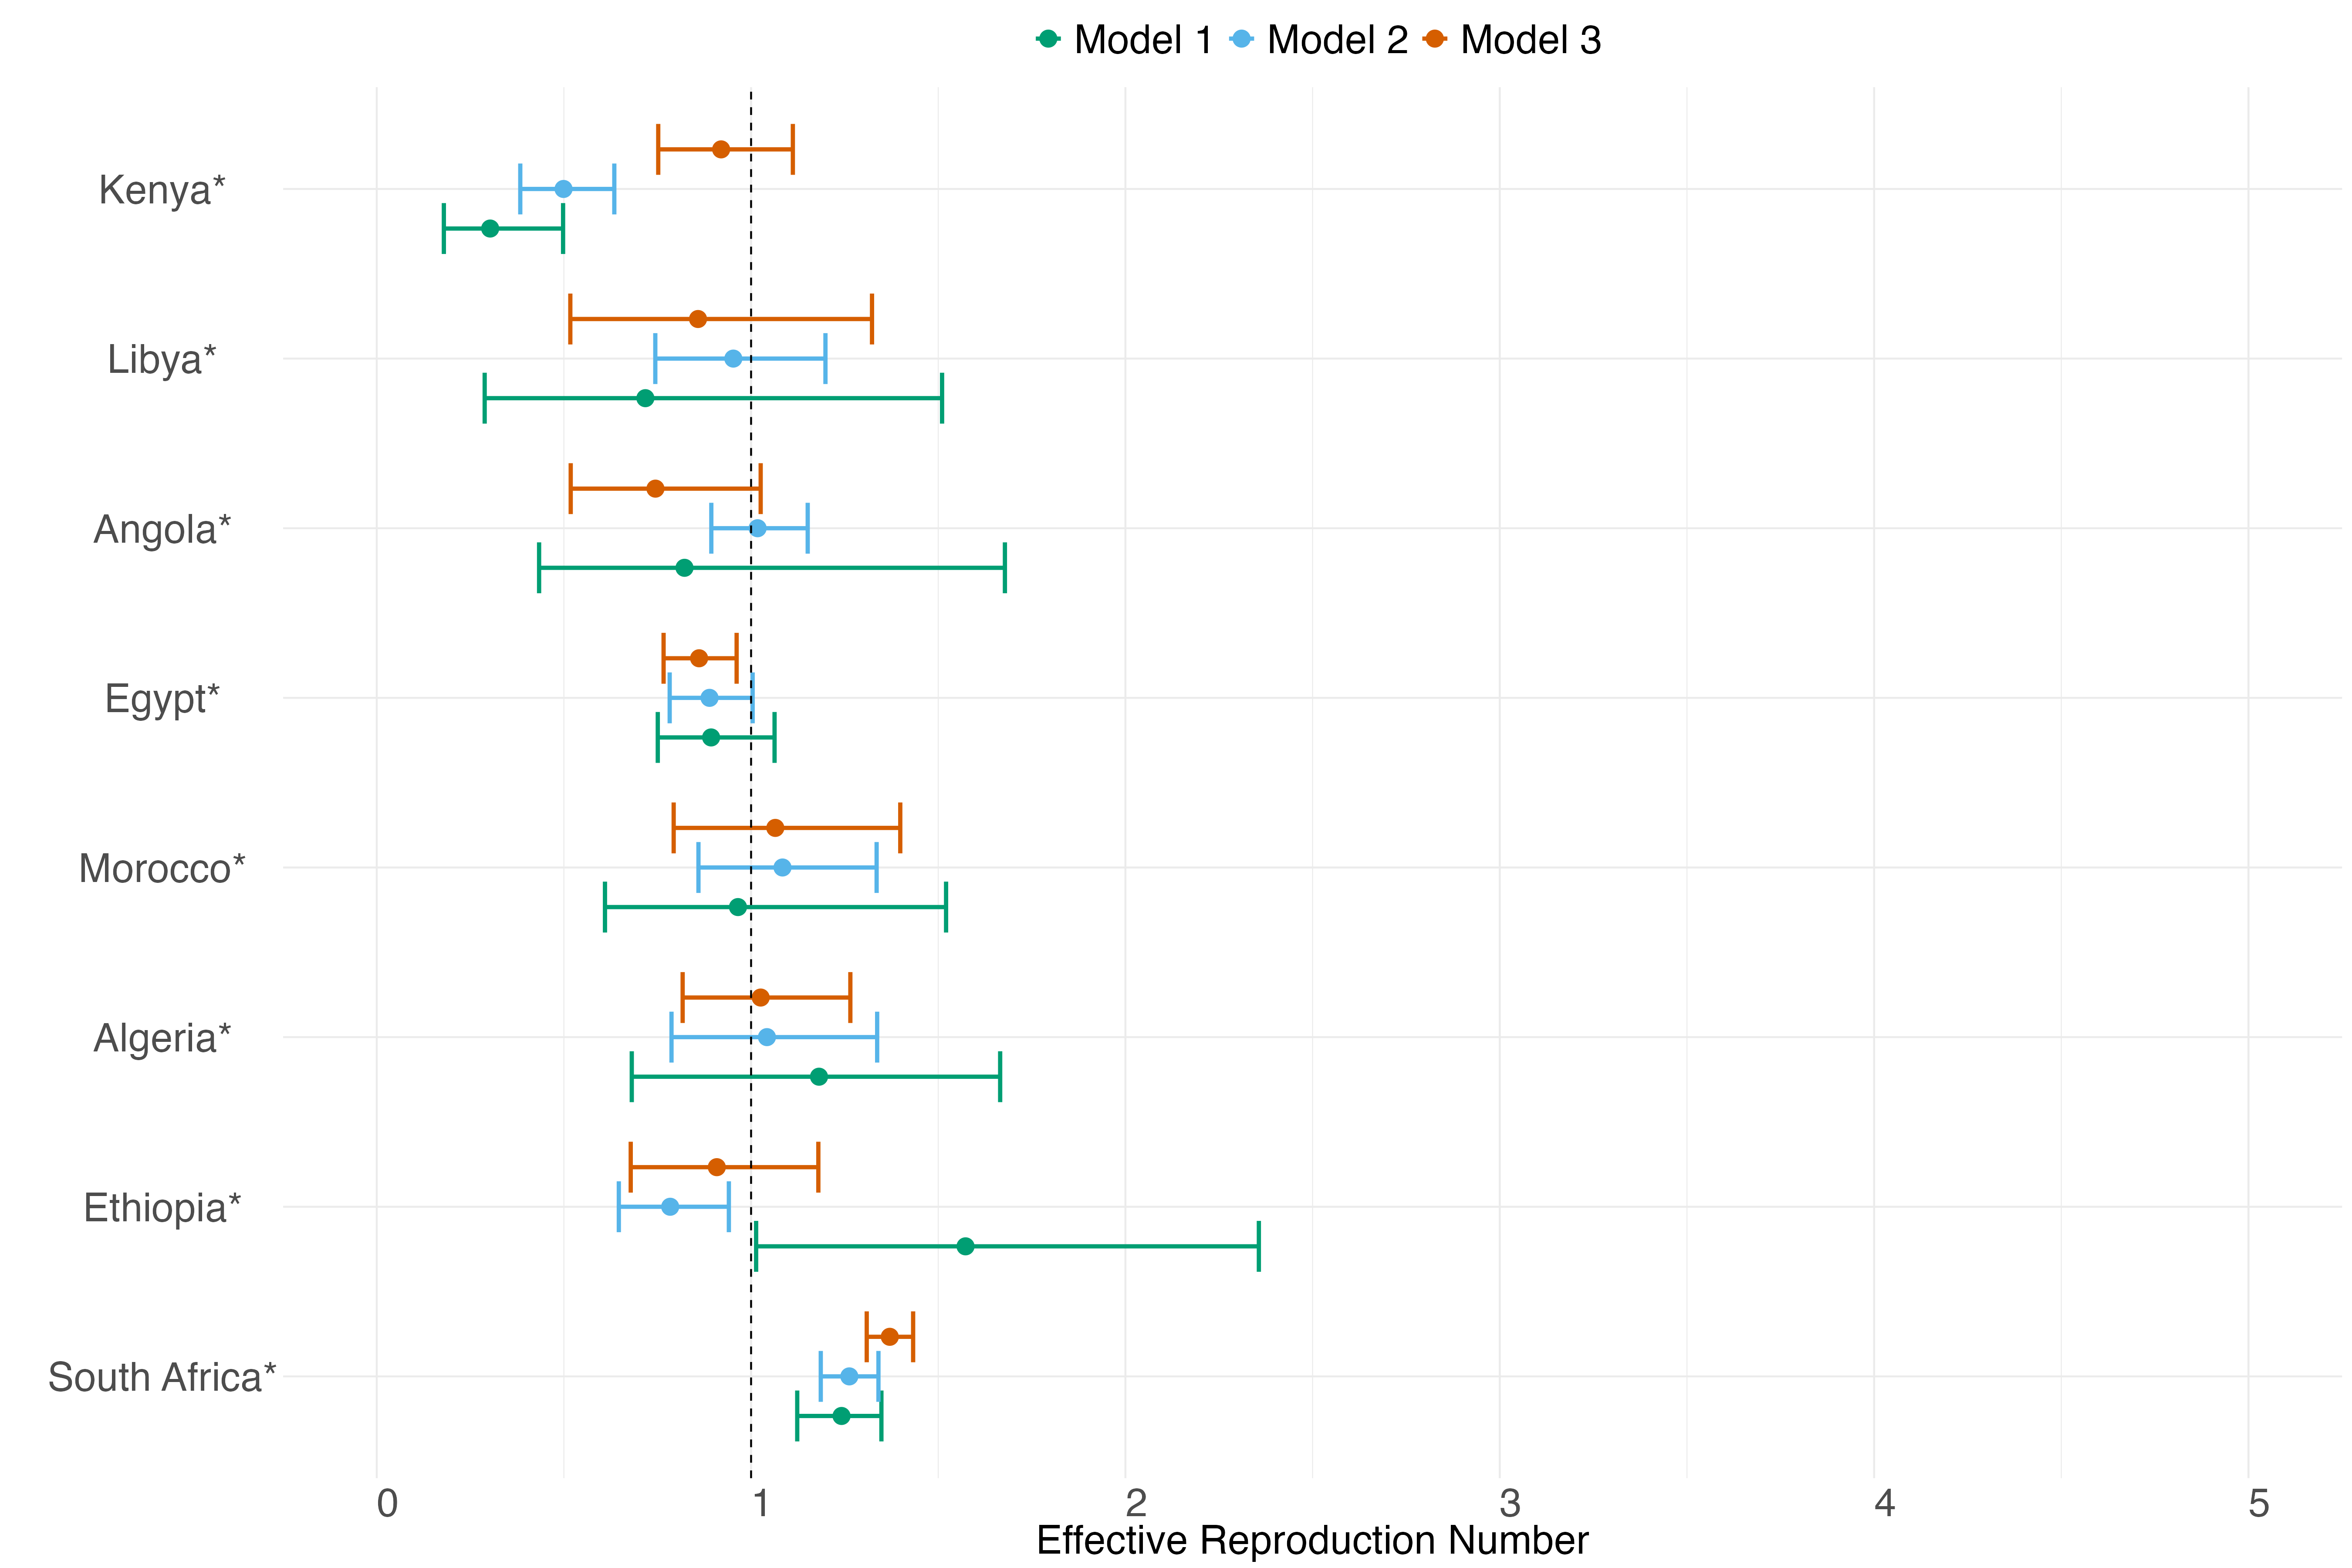 Model 1 Model 2 Model 3
Kenya*
Libya*
Angola*
Egypt*
Morocco*
Algeria*
Ethiopia*
South Africa*
0 1 2 3 4 5
Effective Reproduction Number